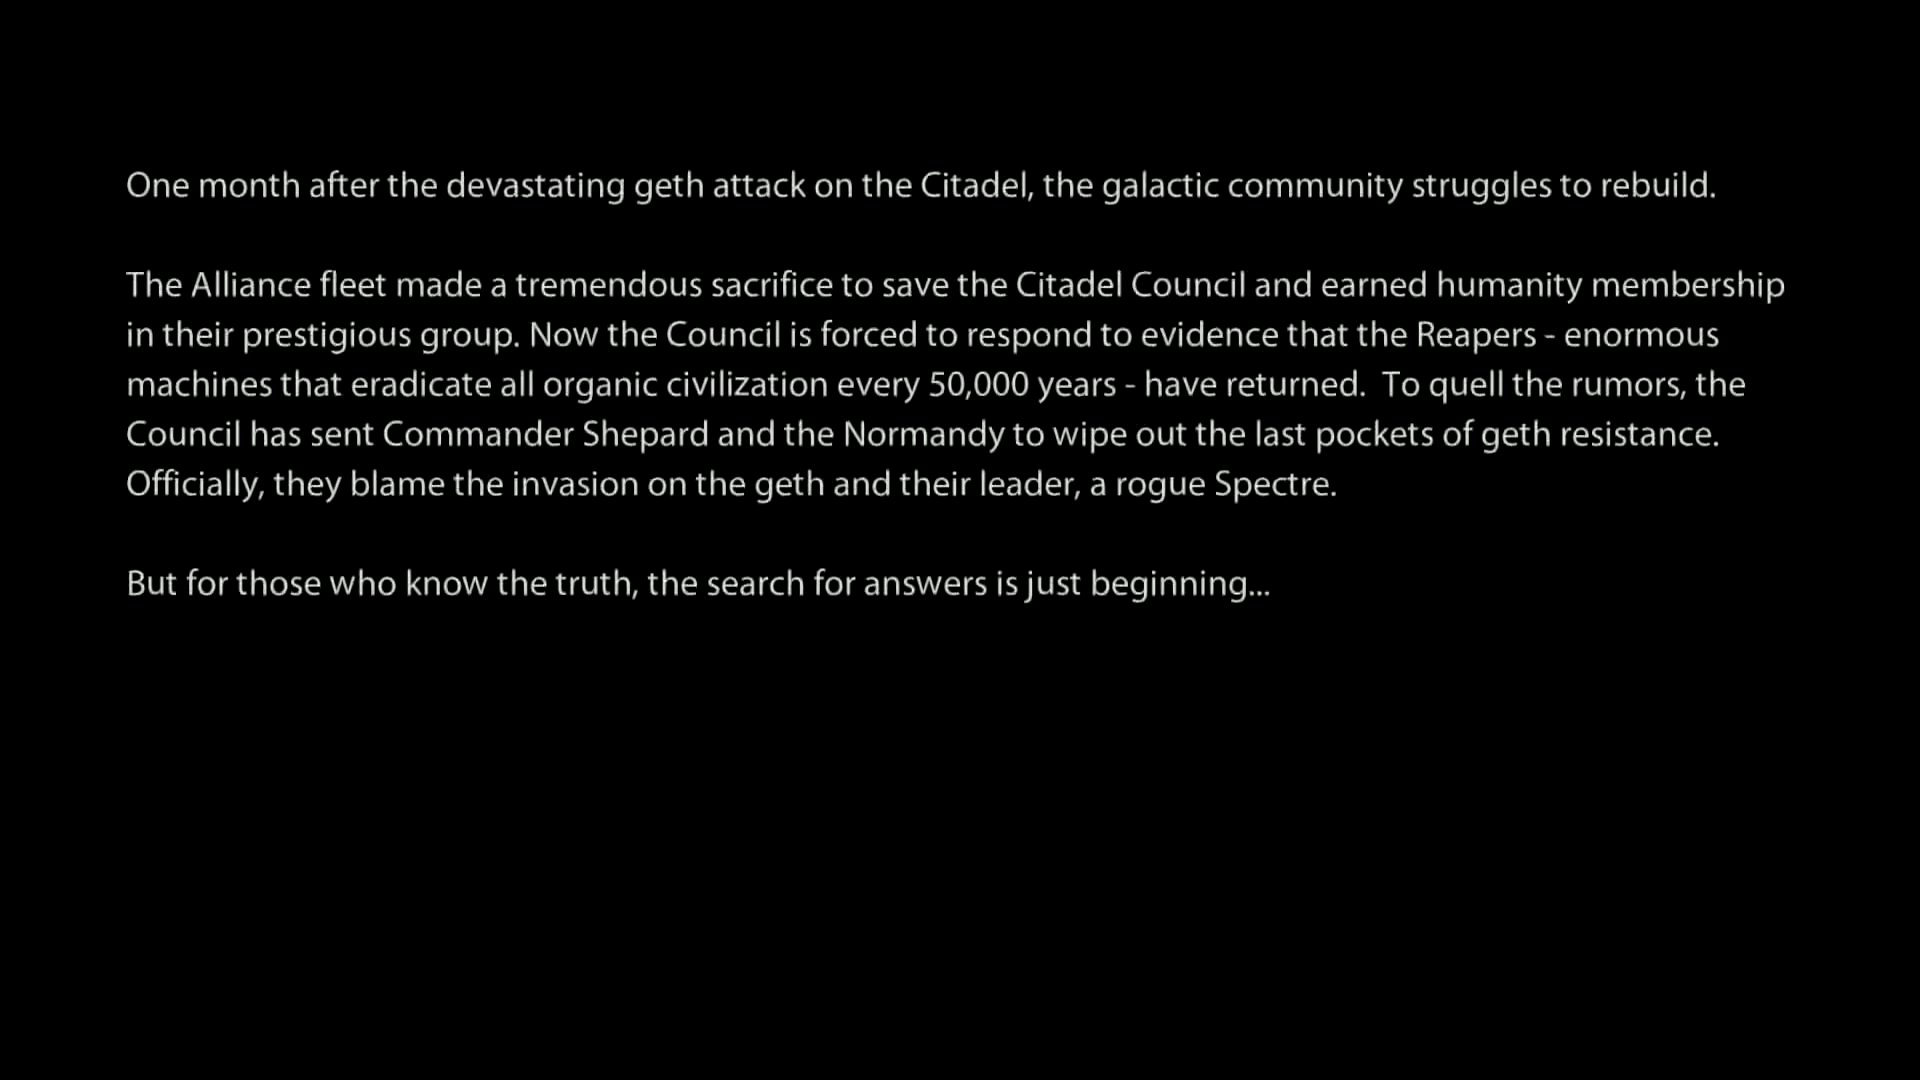 One month after the devastating geth attack on the Citadel, the galactic community struggles to rebuild.
The Alliance fleet made a tremendous sacrifice to save the Citadel Council and earned humanity membership
in their prestigious group. Now the Council is forced to respond to evidence that the Reapers - enormous
machines that eradicate all organic civilization every 50,000 years - have returned.  To quell the rumors, the
Council has sent Commander Shepard and the Normandy to wipe out the last pockets of geth resistance.
Officially, they blame the invasion on the geth and their leader, a rogue Spectre.
But for those who know the truth, the search for answers is just beginning...